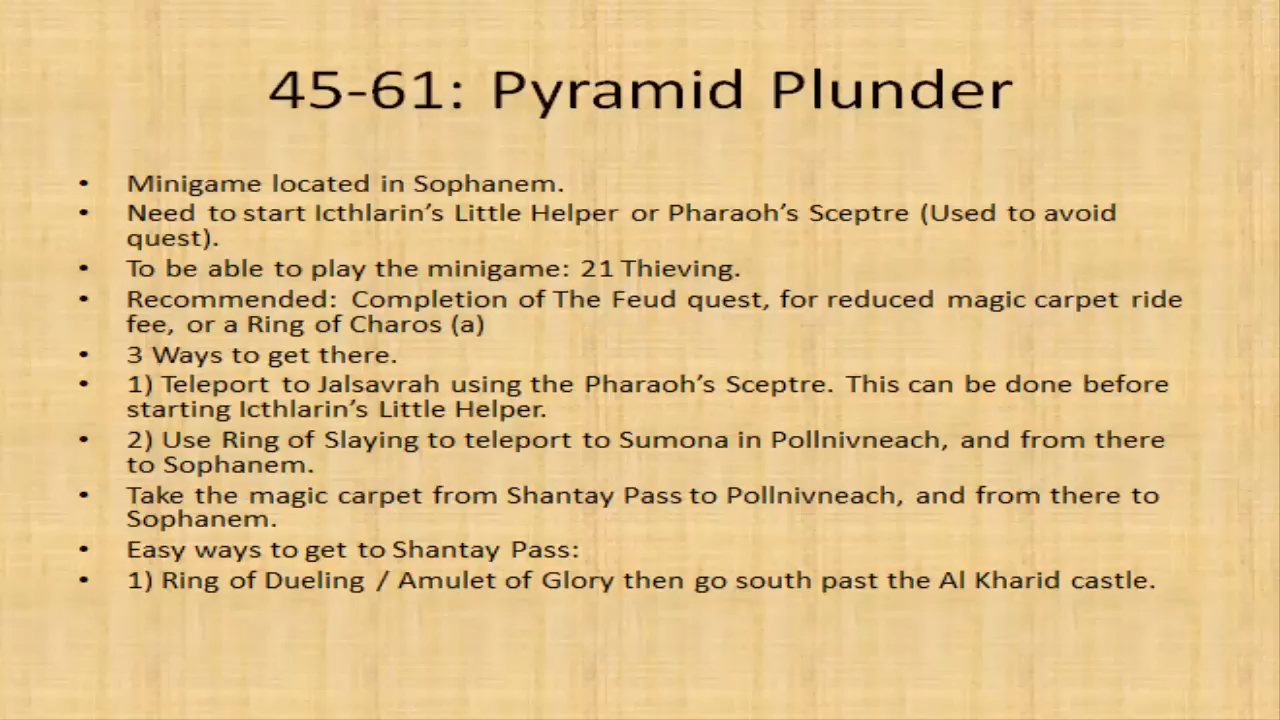 45-61: Pyramid Plunder
• Minigame located in Sophanem.
• Need to start Icthlarin’s Little Helper or Pharaoh’s Sceptre (Used to avoid
quest).
• To be able to play the minigame: 21 Thieving.
• Recommended: Completion of The Feud quest, for reduced magic carpet ride
fee, or a Ring of Charos (a)
• 3 Ways to get there.
• 1) Teleport to Jalsavrah using the Pharaoh’s Sceptre. This can be done before
starting Icthlarin’s Little Helper.
• 2) Use Ring of Slaying to teleport to Sumona in Pollnivneach, and from there
to Sophanem.
• Take the magic carpet from Shantay Pass to Pollnivneach, and from there to
Sophanem.
• Easy ways to get to Shantay Pass:
• 1) Ring of Dueling / Amulet of Glory then go south past the Al Kharid castle.